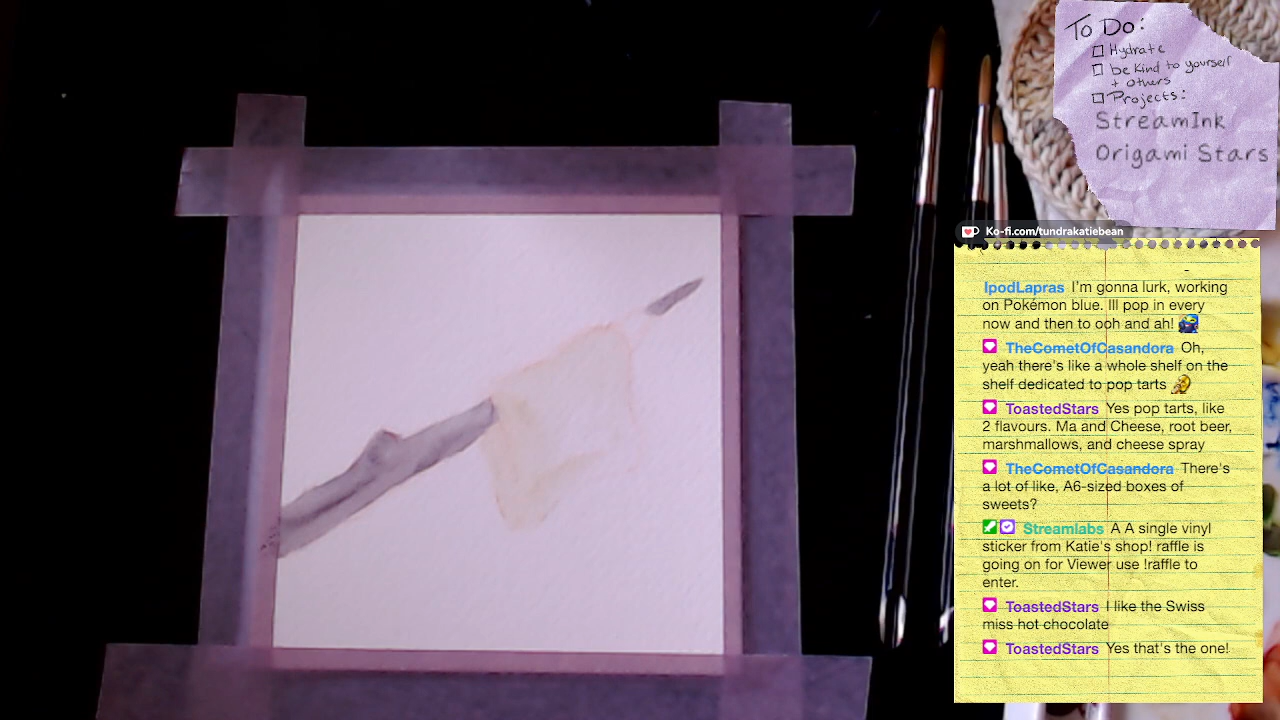 To Do:
Hydrate
be kind to yourself
+ others
Projects:
StreamInk
Origami Stars
Ko-fi.com/tundrakatiebean
IpodLapras I'm gonna lurk, working
on Pokémon blue. Ill pop in every
now and then to ooh and ah!
TheCometOfCasandora Oh,
yeah there's like a whole shelf on the
shelf dedicated to pop tarts
ToastedStars Yes pop tarts, like
2 flavours. Ma and Cheese, root beer,
marshmallows, and cheese spray
TheCometOfCasandora There's
a lot of like, A6-sized boxes of
sweets?
Streamlabs A A single vinyl
sticker from Katie's shop! raffle is
going on for Viewer use !raffle to
enter.
ToastedStars I like the Swiss
miss hot chocolate
ToastedStars Yes that's the one!